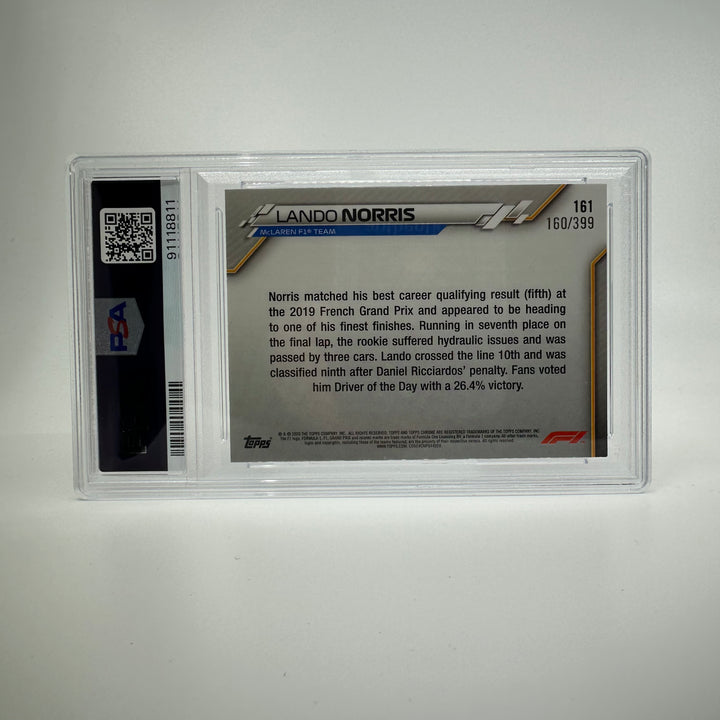 LANDO NORRIS
McLAREN F1® TEAM
161
160/399
Norris matched his best career qualifying result (fifth) at
the 2019 French Grand Prix and appeared to be heading
to one of his finest finishes. Running in seventh place on
the final lap, the rookie suffered hydraulic issues and was
passed by three cars. Lando crossed the line 10th and was
classified ninth after Daniel Ricciardos' penalty. Fans voted
him Driver of the Day with a 26.4% victory.
topps
F1
PSA
91118811